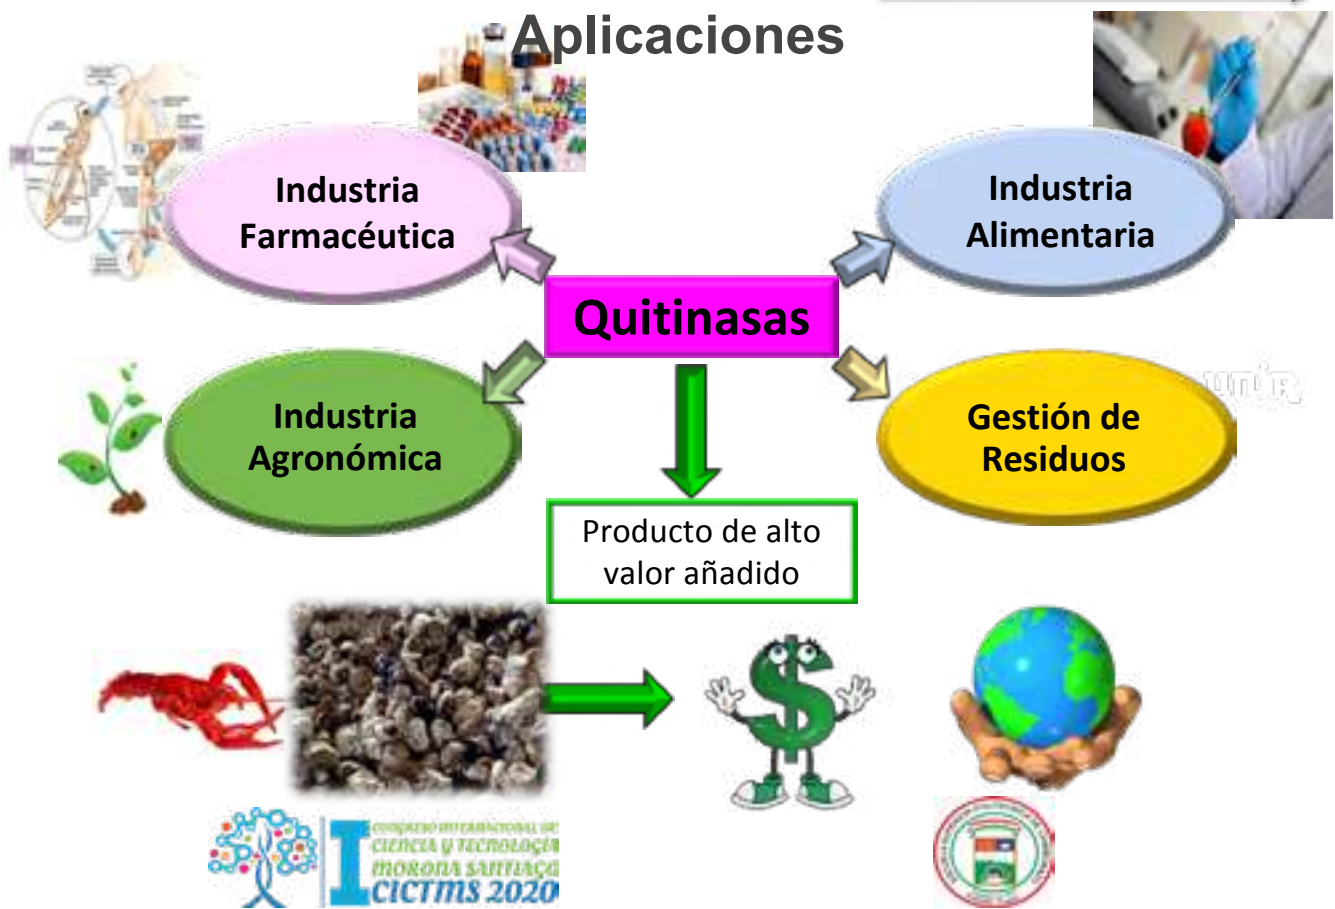 Aplicaciones
Industria
Farmacéutica
Industria
Alimentaria
Quitinasas
Industria
Agronómica
Gestión de
Residuos
unir
Producto de alto
valor añadido
$
I
CONGRESO INTERNACIONAL DE
CIENCIA Y TECNOLOGÍA
MORONA SANTIAGO
CICTMS 2020